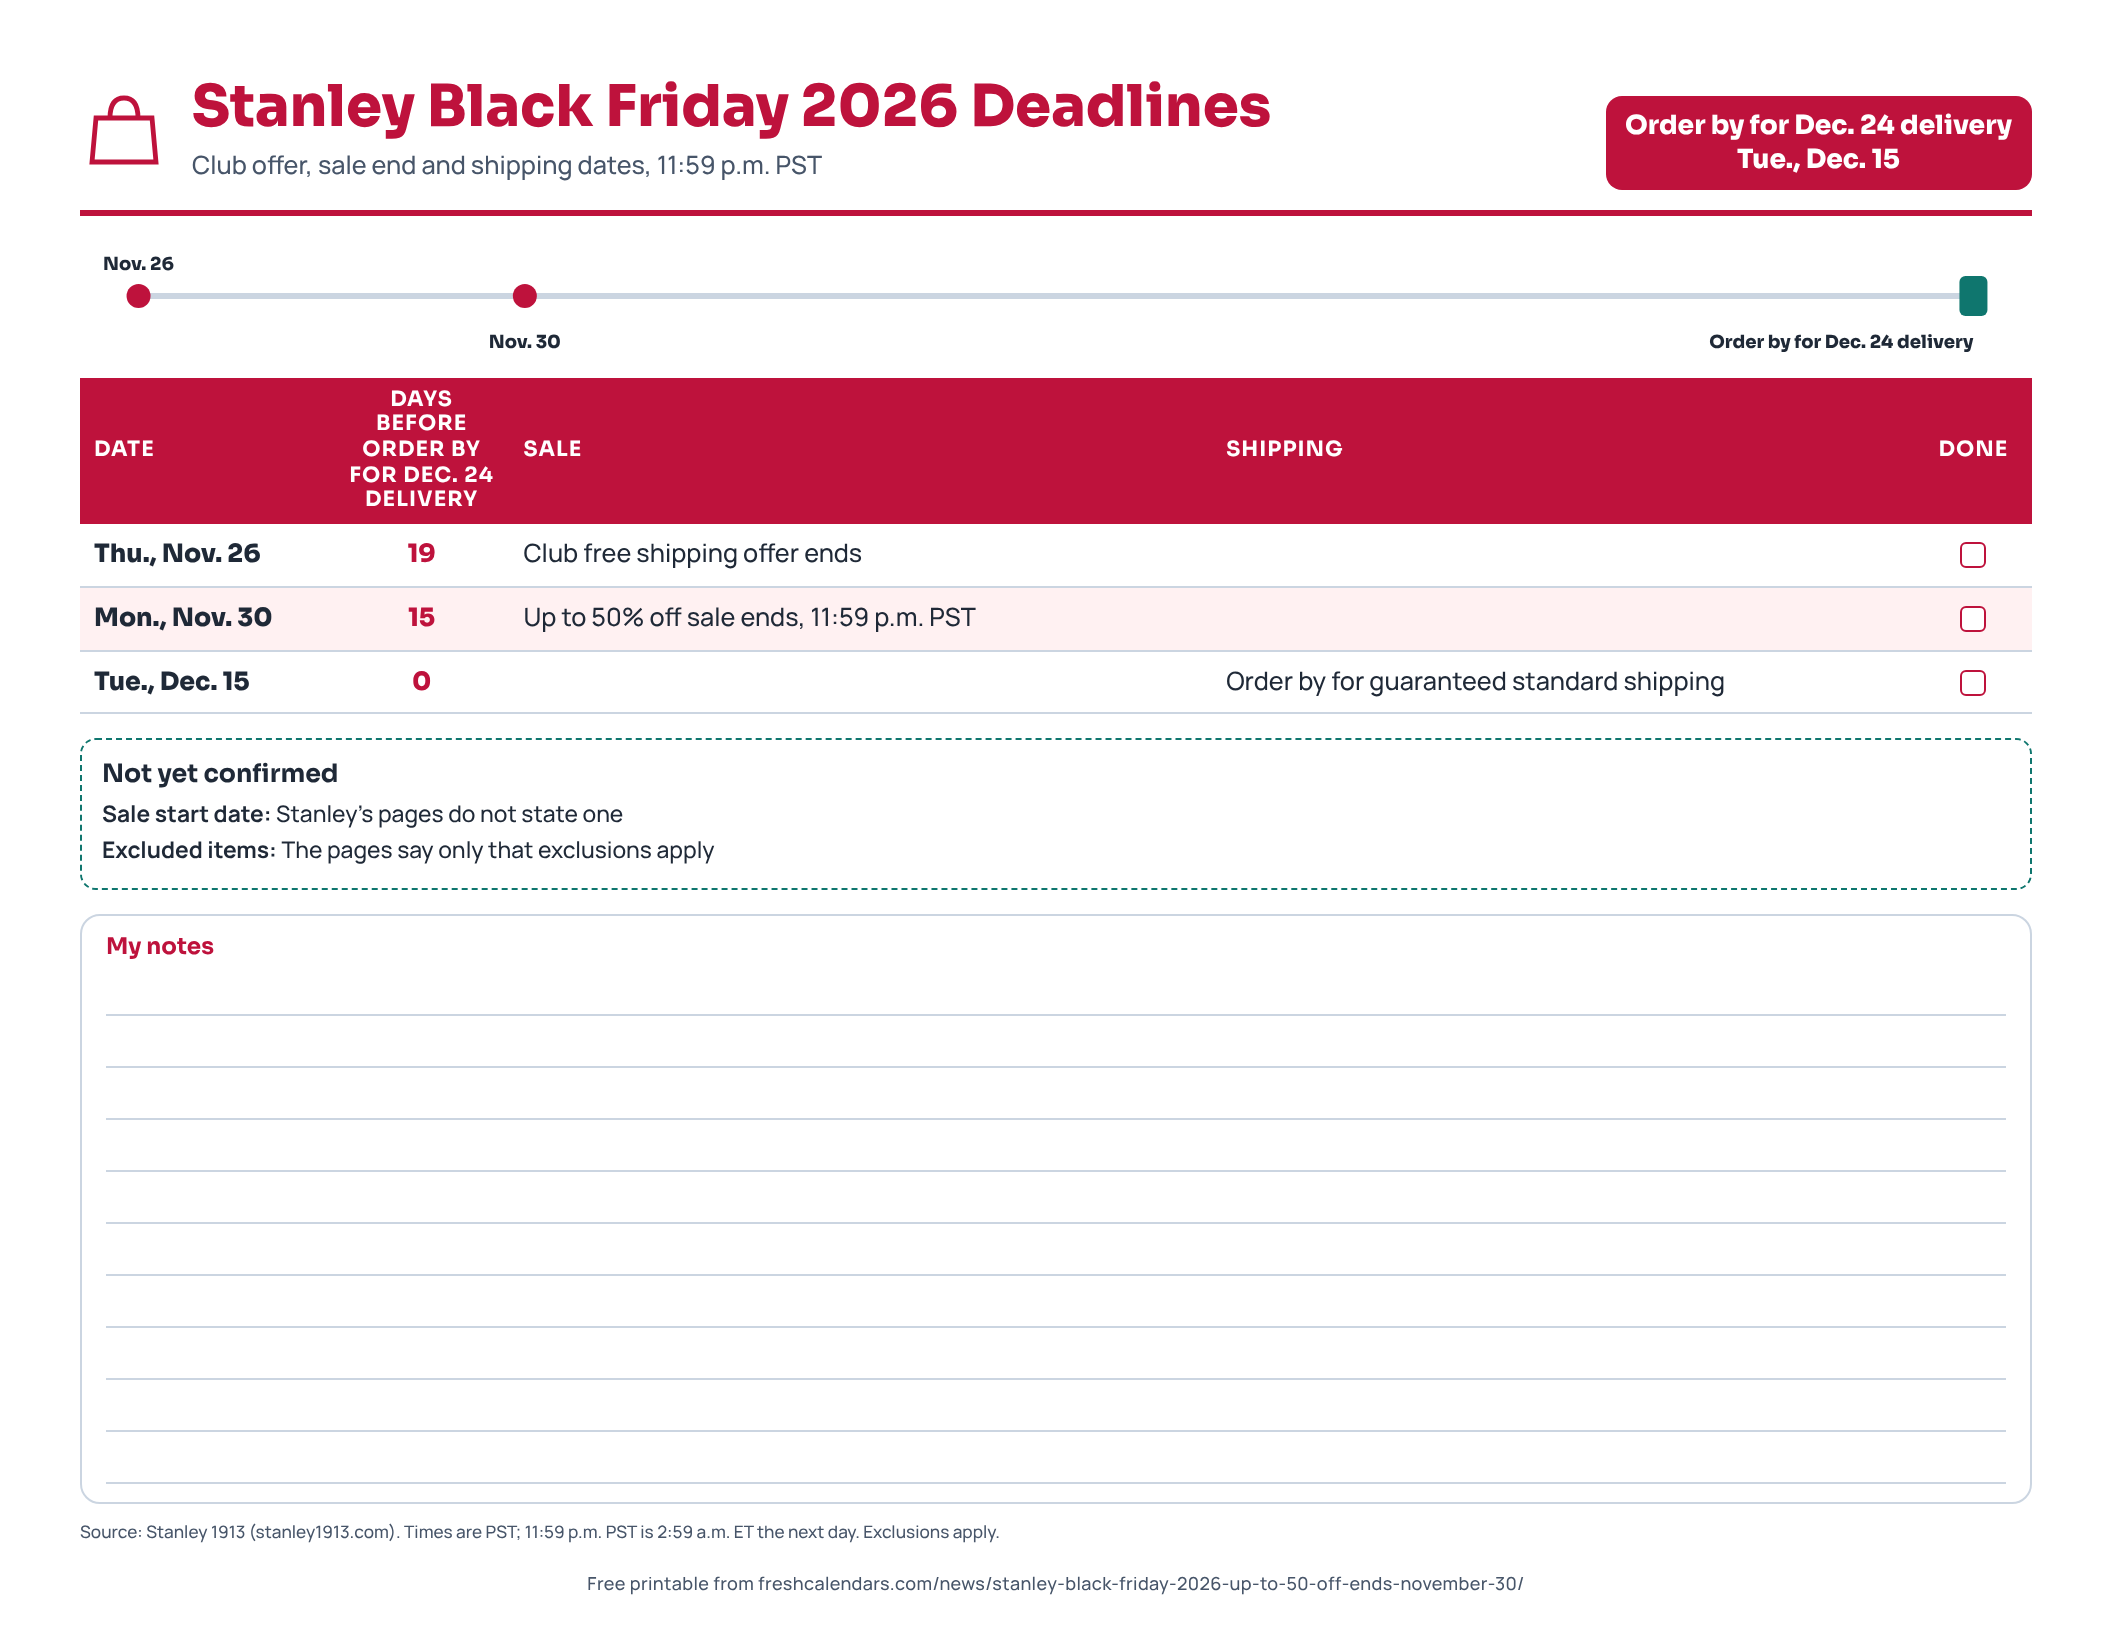 Stanley Black Friday 2026 Deadlines
Club offer, sale end and shipping dates, 11:59 p.m. PST
Order by for Dec. 24 delivery
Tue., Dec. 15
Nov. 26
Nov. 30
Order by for Dec. 24 delivery
DATE
DAYS
BEFORE
ORDER BY
FOR DEC. 24
DELIVERY
SALE
SHIPPING
DONE
Thu., Nov. 26 19 Club free shipping offer ends
Mon., Nov. 30 15 Up to 50% off sale ends, 11:59 p.m. PST
Tue., Dec. 15 0 Order by for guaranteed standard shipping
Not yet confirmed
Sale start date: Stanley’s pages do not state one
Excluded items: The pages say only that exclusions apply
My notes
Source: Stanley 1913 (stanley1913.com). Times are PST; 11:59 p.m. PST is 2:59 a.m. ET the next day. Exclusions apply.
Free printable from freshcalendars.com/news/stanley-black-friday-2026-up-to-50-off-ends-november-30/